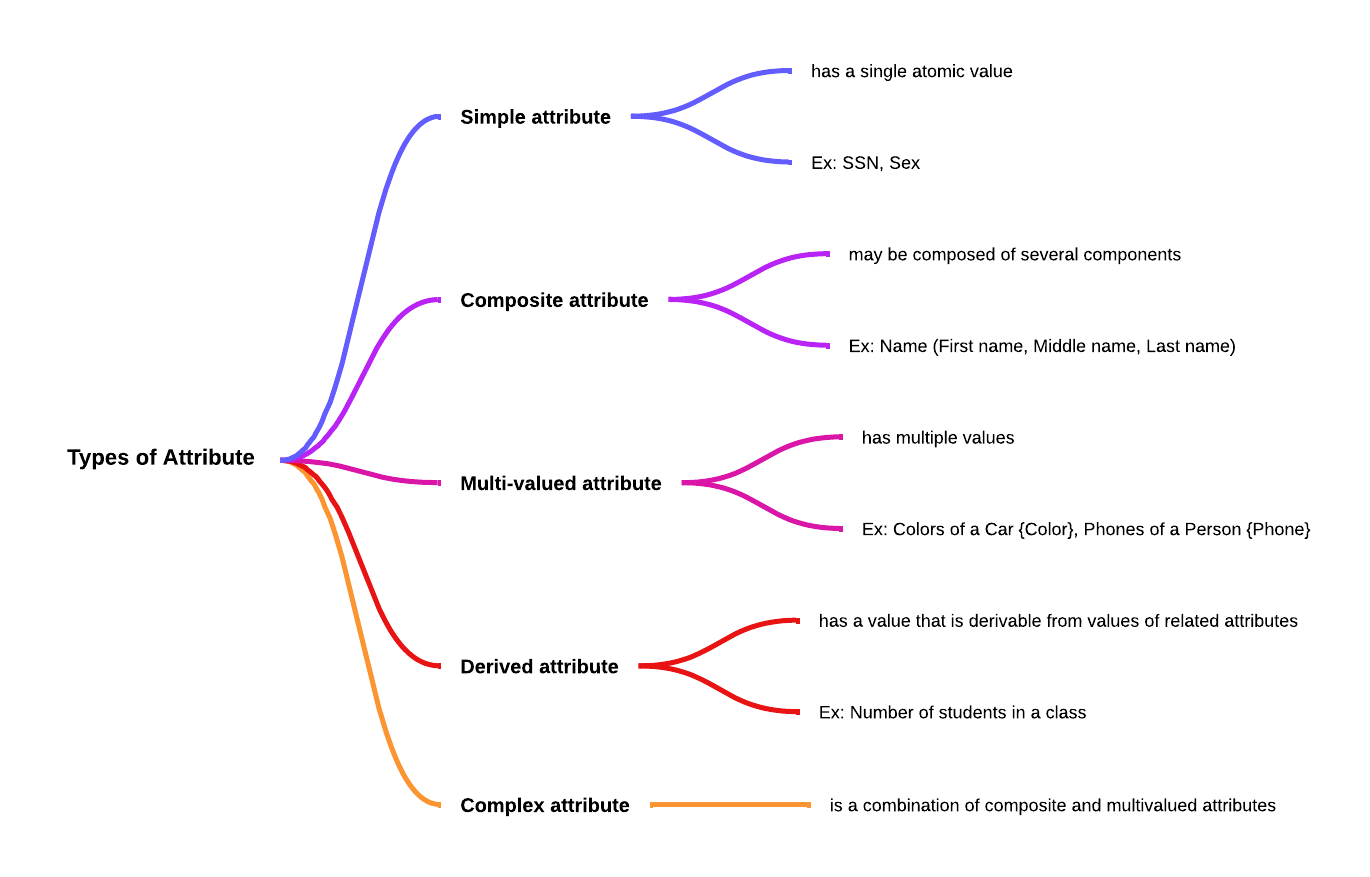 has a single atomic value
Simple attribute
Ex: SSN, Sex
may be composed of several components
Composite attribute
Ex: Name (First name, Middle name, Last name)
has multiple values
Types of Attribute
Multi-valued attribute
Ex: Colors of a Car {Color}, Phones of a Person {Phone}
has a value that is derivable from values of related attributes
Derived attribute
Ex: Number of students in a class
Complex attribute
is a combination of composite and multivalued attributes